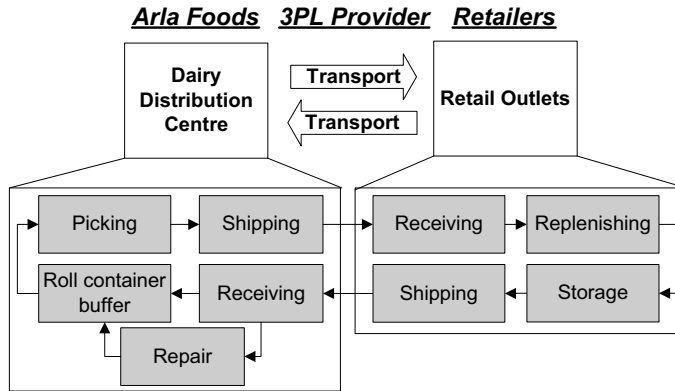 Arla Foods 3PL Provider Retailers
Dairy
Distribution
Centre
Transport
Transport
Retail Outlets
Picking
Shipping
Receiving
Replenishing
Roll container
buffer
Receiving
Shipping
Storage
Repair